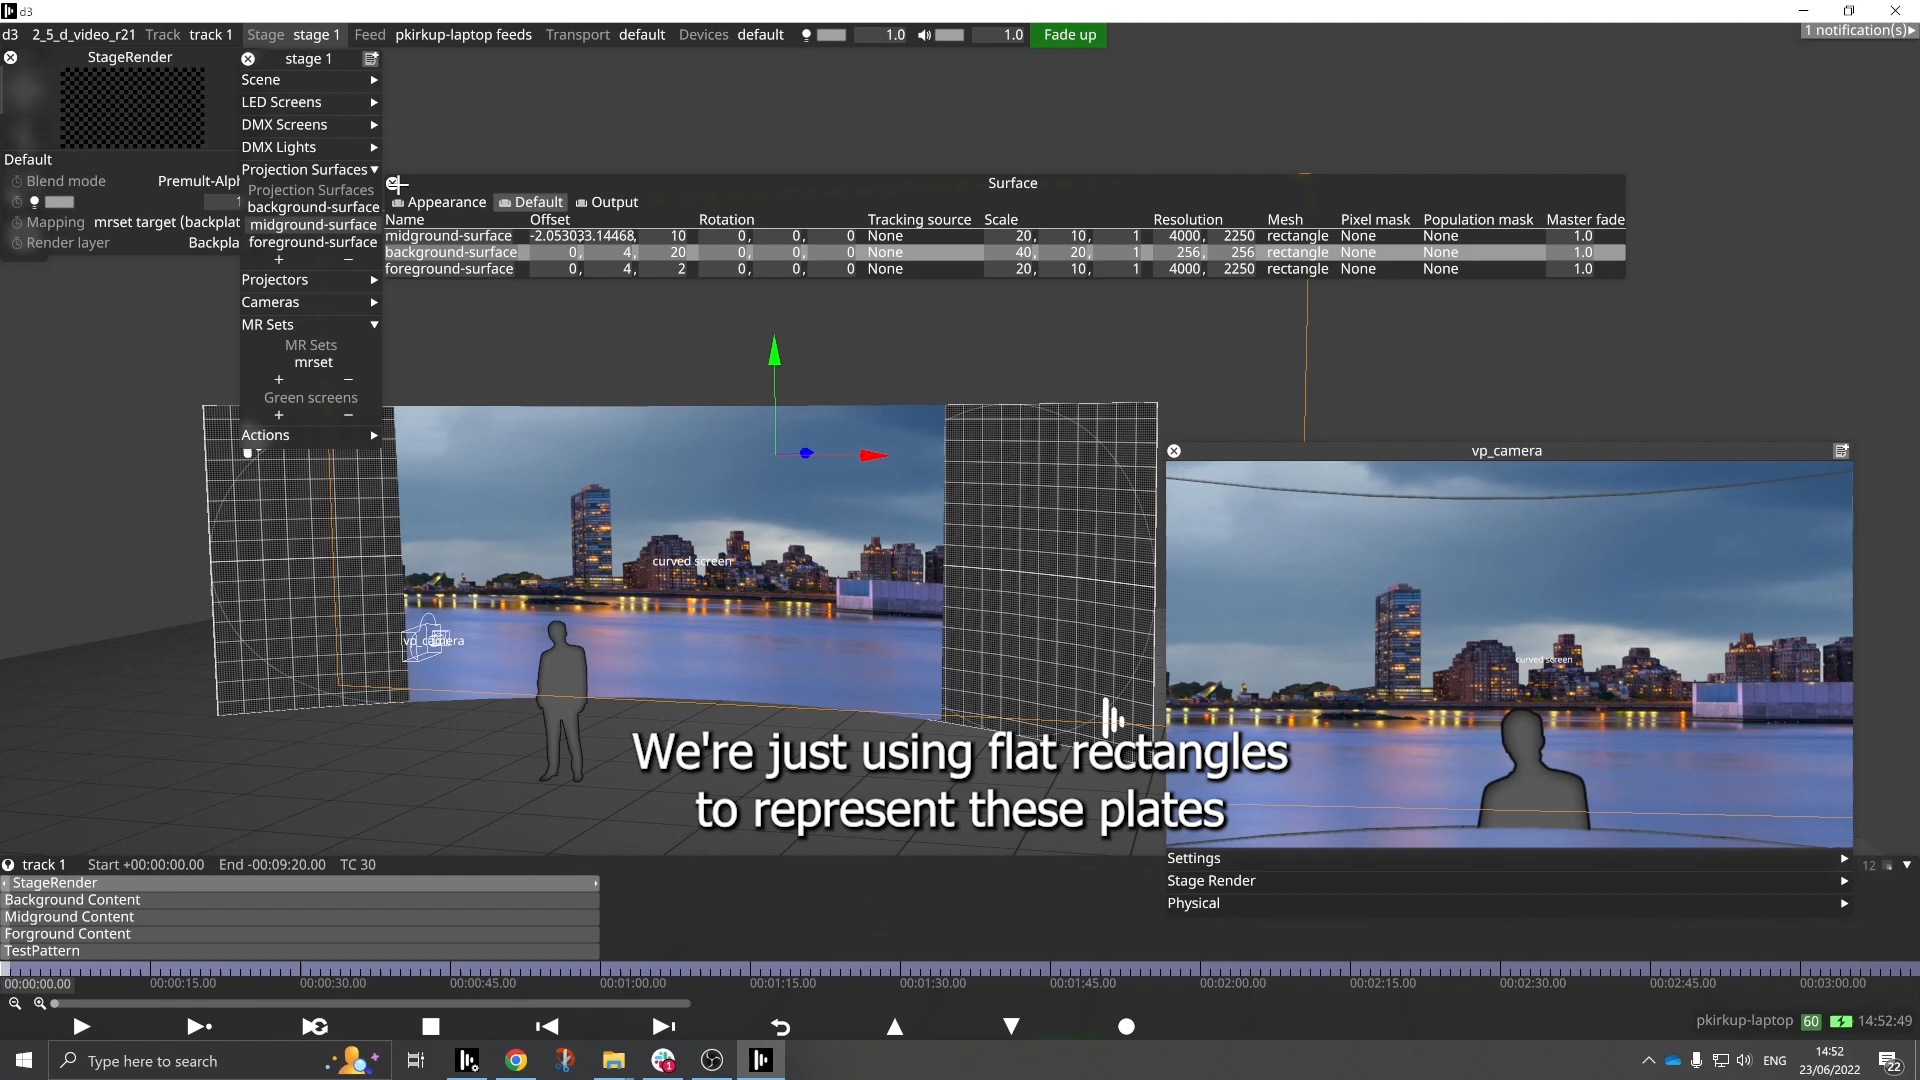 d3
d3 2_5_d_video_r21 Track track 1 Stage stage 1 Feed pkirkup-laptop feeds Transport default Devices default 1.0 1.0 Fade up
1 notification(s)
StageRender
Default
Blend mode Premult-Alph
1
Mapping mrset target (backplat
Render layer Backpla
stage 1
Scene
LED Screens
DMX Screens
DMX Lights
Projection Surfaces
Projection Surfaces
background-surface
midground-surface
foreground-surface
+ −
Projectors
Cameras
MR Sets
MR Sets
mrset
+ −
Green screens
+ −
Actions
Surface
Appearance Default Output
Name Offset Rotation Tracking source Scale Resolution Mesh Pixel mask Population mask Master fade
midground-surface -2.053033.14468, 10 0, 0, 0 None 20, 10, 1 4000, 2250 rectangle None None 1.0
background-surface 0, 4, 20 0, 0, 0 None 40, 20, 1 256, 256 rectangle None None 1.0
foreground-surface 0, 4, 2 0, 0, 0 None 20, 10, 1 4000, 2250 rectangle None None 1.0
curved screen
vp_camera
vp_camera
curved screen
Settings
Stage Render
Physical
We're just using flat rectangles
to represent these plates
track 1 Start +00:00:00.00 End -00:09:20.00 TC 30
12
StageRender
Background Content
Midground Content
Forground Content
TestPattern
00:00:00.00 00:00:15.00 00:00:30.00 00:00:45.00 00:01:00.00 00:01:15.00 00:01:30.00 00:01:45.00 00:02:00.00 00:02:15.00 00:02:30.00 00:02:45.00 00:03:00.00
pkirkup-laptop 60 14:52:49
Type here to search
1
ENG
14:52
23/06/2022
22